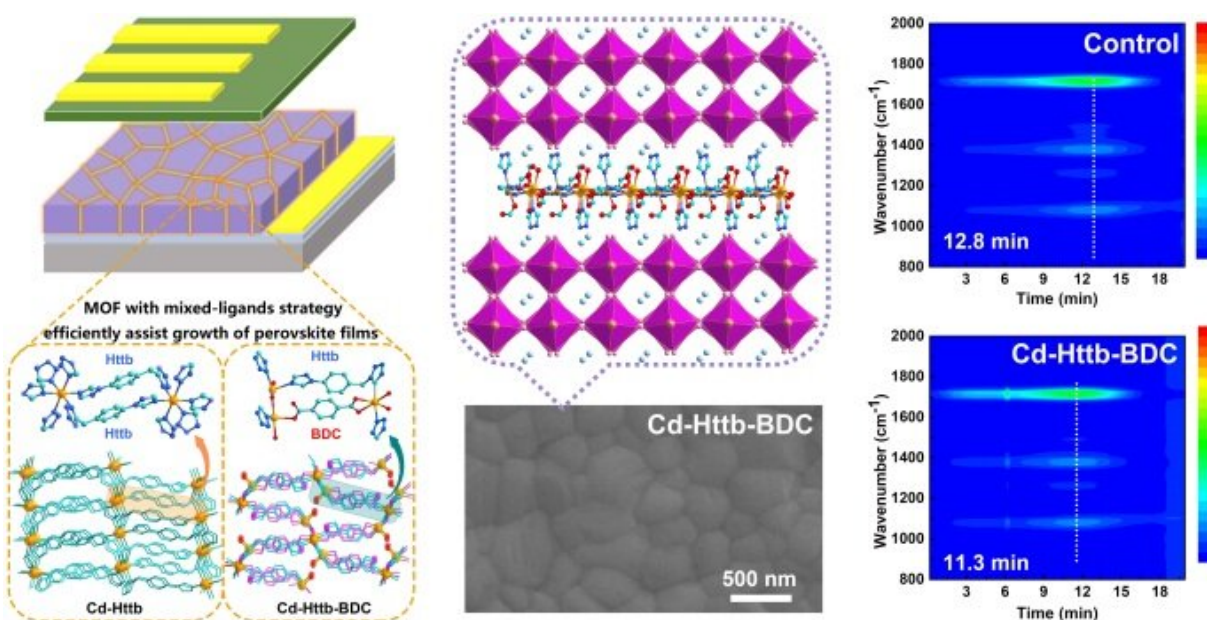 MOF with mixed-ligands strategy
efficiently assist growth of perovskite films
Httb
Httb
Cd-Httb
Httb
BDC
Cd-Httb-BDC
Cd-Httb-BDC
500 nm
Control
Wavenumber (cm⁻¹)
2000
1800
1600
1400
1200
1000
800
12.8 min
3 6 9 12 15 18
Time (min)
Cd-Httb-BDC
Wavenumber (cm⁻¹)
2000
1800
1600
1400
1260
1000
800
11.3 min
3 6 9 12 15 18
Time (min)